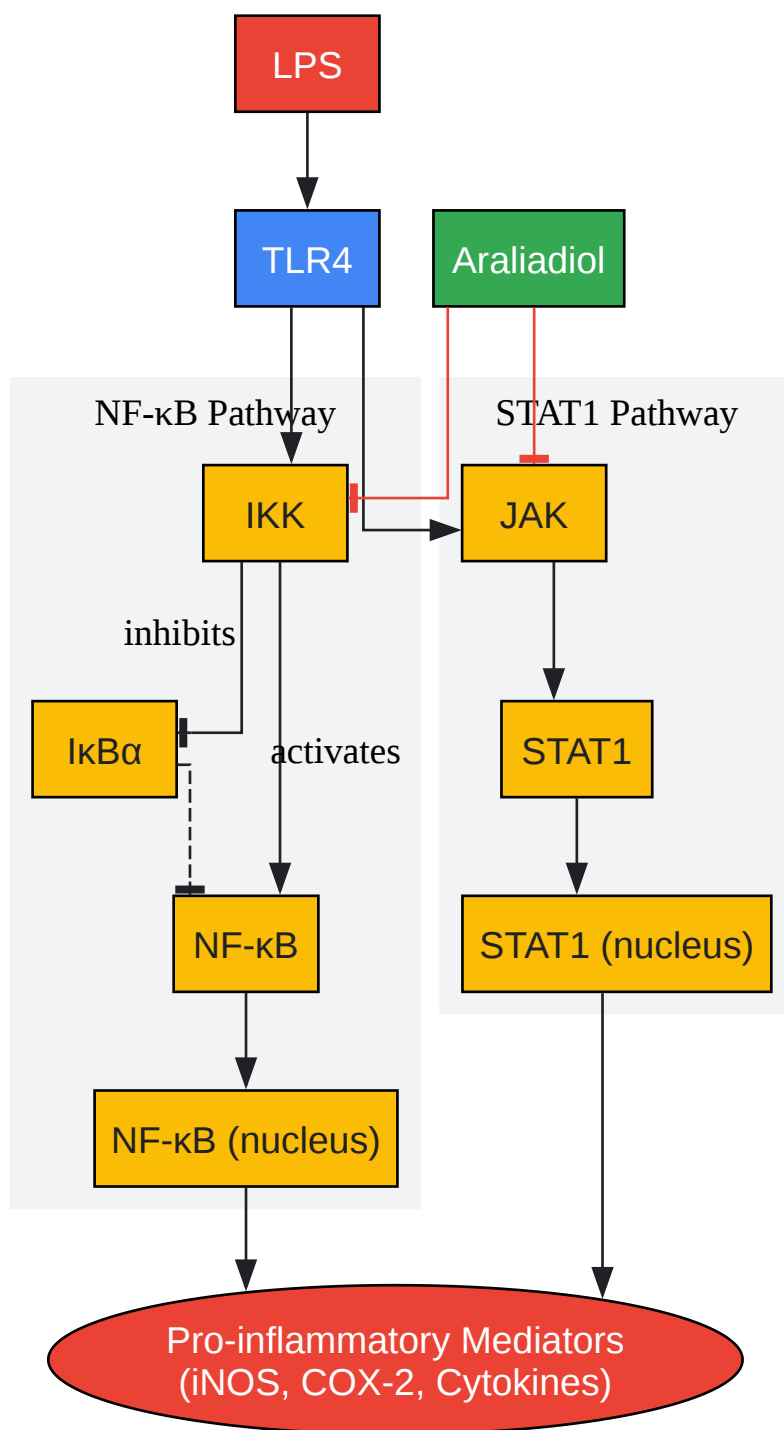 LPS
TLR4
Araliadiol
NF-κB Pathway
STAT1 Pathway
IKK
JAK
inhibits
IκBα
activates
STAT1
NF-κB
STAT1 (nucleus)
NF-κB (nucleus)
Pro-inflammatory Mediators
(iNOS, COX-2, Cytokines)